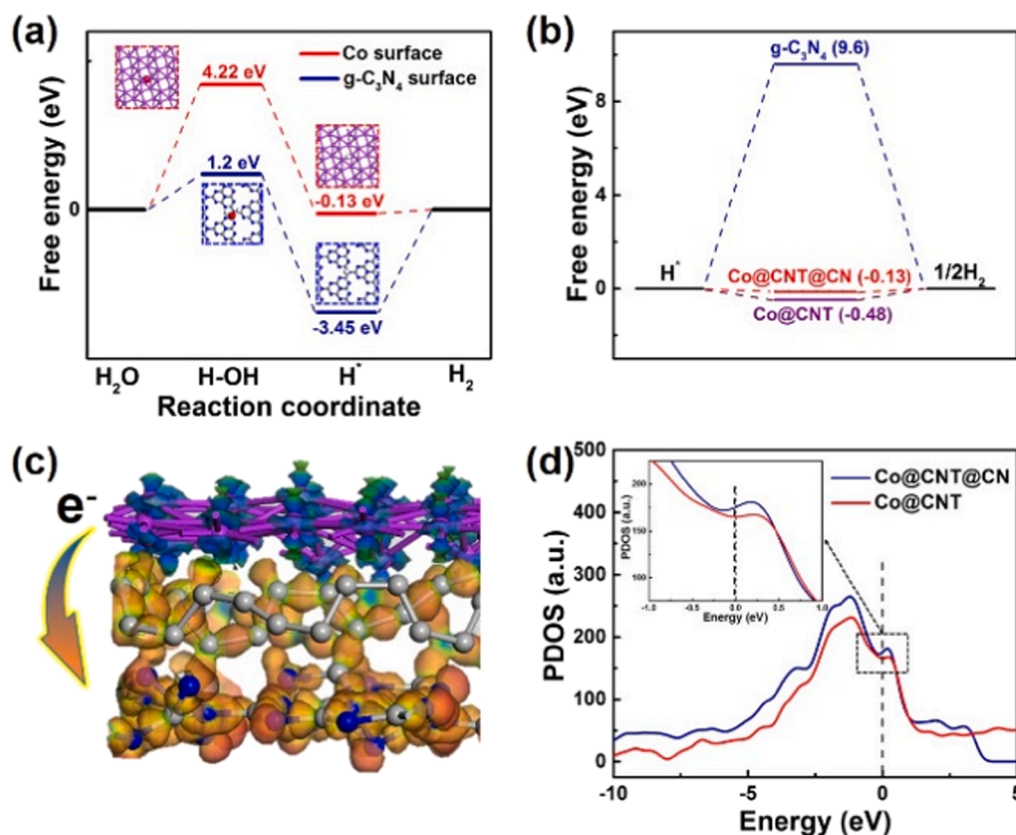 (a)
Co surface
g-C₃N₄ surface
4.22 eV
1.2 eV
-0.13 eV
-3.45 eV
0
Free energy (eV)
H₂O H-OH H* H₂
Reaction coordinate
(b)
g-C₃N₄ (9.6)
8
4
0
Free energy (eV)
H* Co@CNT@CN (-0.13) 1/2H₂
Co@CNT (-0.48)
(c)
e⁻
(d)
500
400
300
200
100
0
PDOS (a.u.)
Co@CNT@CN
Co@CNT
200
150
100
PDOS (a.u.)
-1.0 -0.5 0.0 0.5 1.0
Energy (eV)
-10 -5 0 5
Energy (eV)